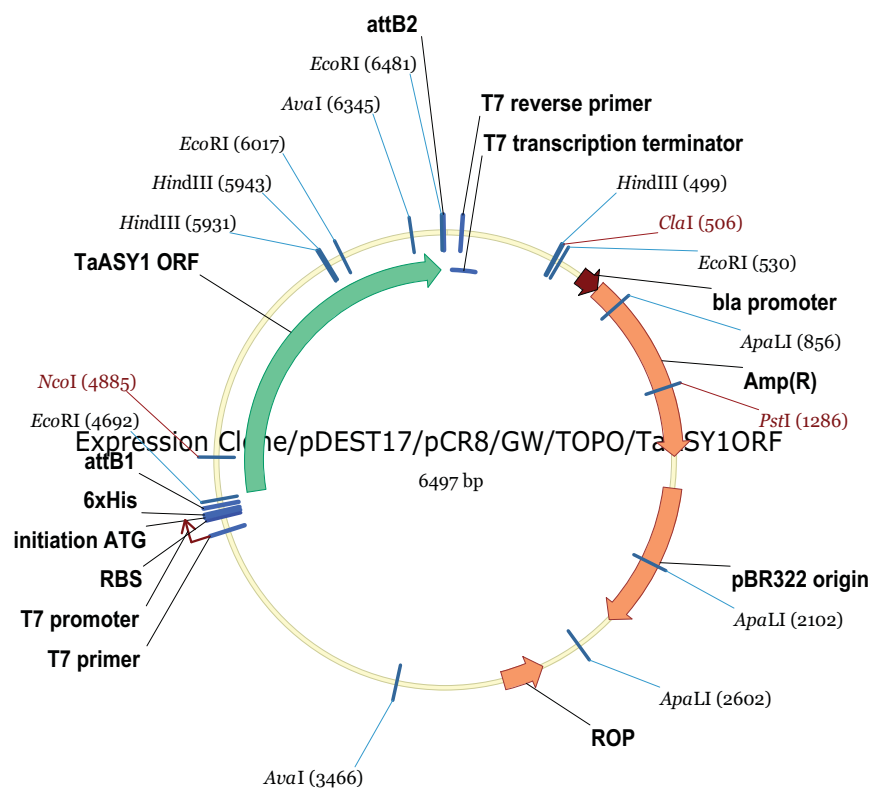 attB2
EcoRI (6481)
T7 reverse primer
AvaI (6345)
T7 transcription terminator
EcoRI (6017)
HindIII (5943)
HindIII (499)
HindIII (5931)
ClaI (506)
TaASY1 ORF
EcoRI (530)
bla promoter
ApaLI (856)
Amp(R)
NcoI (4885)
PstI (1286)
EcoRI (4692)
Expression Clone/pDEST17/pCR8/GW/TOPO/TaASY1ORF
attB1
6497 bp
6xHis
initiation ATG
RBS
pBR322 origin
T7 promoter
ApaLI (2102)
T7 primer
ApaLI (2602)
ROP
AvaI (3466)